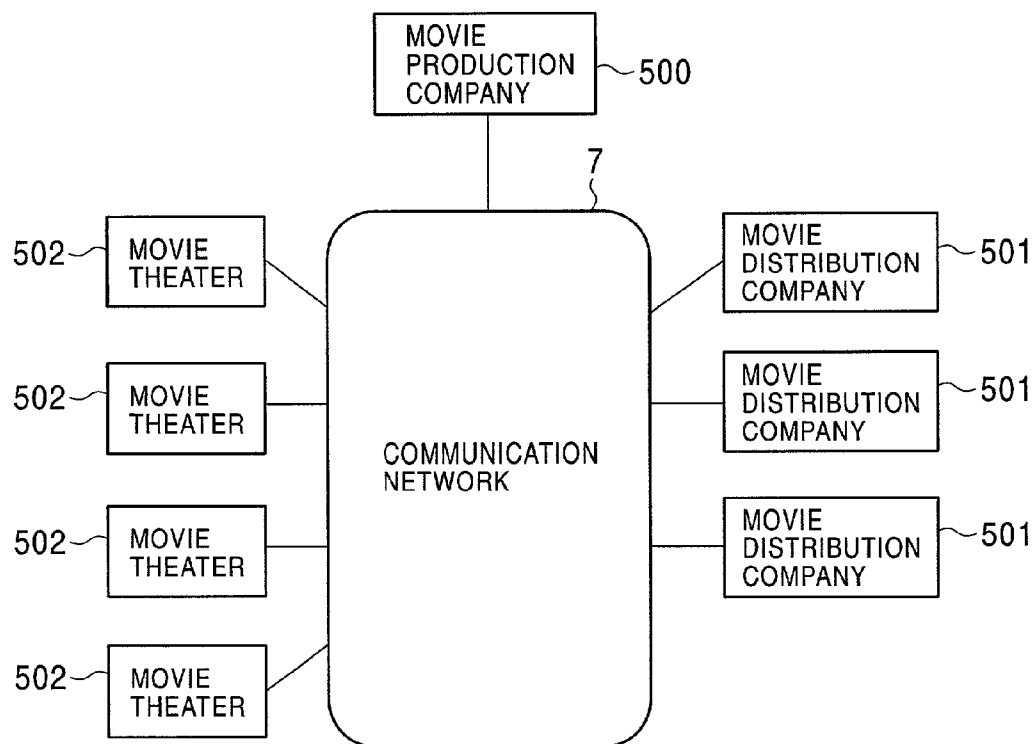 MOVIE
PRODUCTION
COMPANY
500
7
502
MOVIE
THEATER
502
MOVIE
THEATER
502
MOVIE
THEATER
502
MOVIE
THEATER
COMMUNICATION
NETWORK
MOVIE
DISTRIBUTION
COMPANY
501
MOVIE
DISTRIBUTION
COMPANY
501
MOVIE
DISTRIBUTION
COMPANY
501